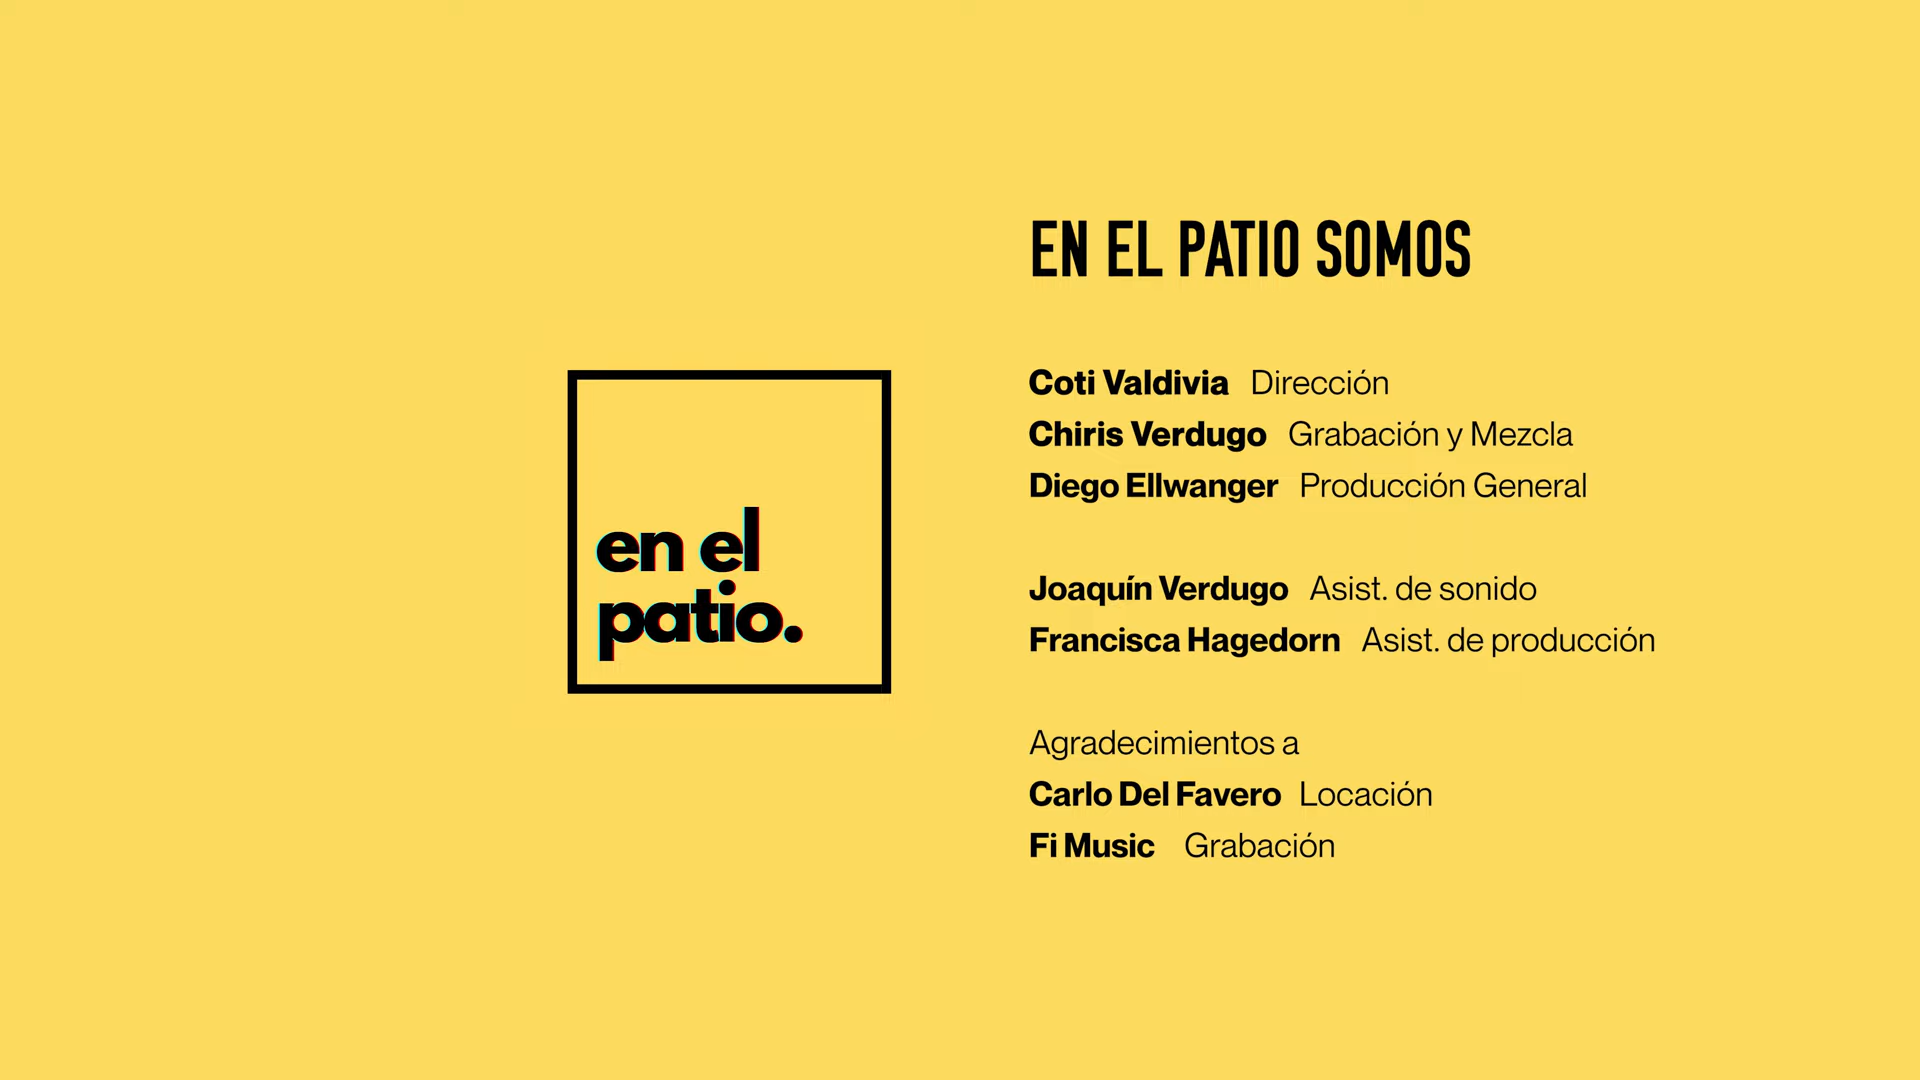 en el
patio.
EN EL PATIO SOMOS
Coti Valdivia Dirección
Chiris Verdugo Grabación y Mezcla
Diego Ellwanger Producción General
Joaquín Verdugo Asist. de sonido
Francisca Hagedorn Asist. de producción
Agradecimientos a
Carlo Del Favero Locación
Fi Music Grabación